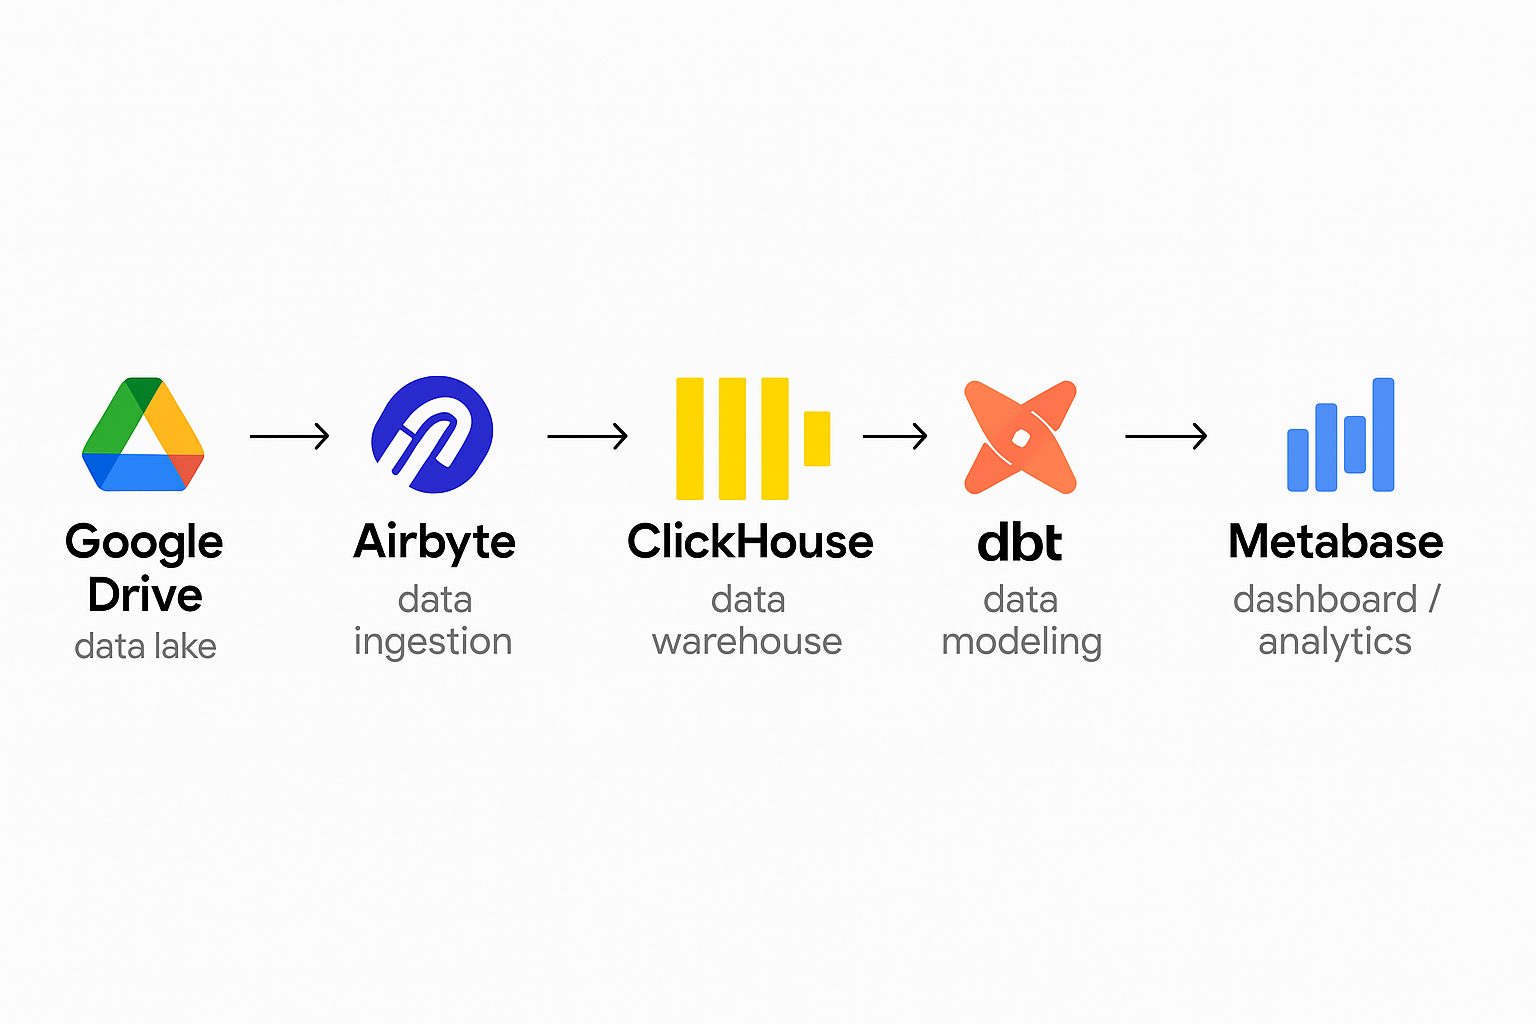 Google
Drive
data lake
Airbyte
data
ingestion
ClickHouse
data
warehouse
dbt
data
modeling
Metabase
dashboard /
analytics